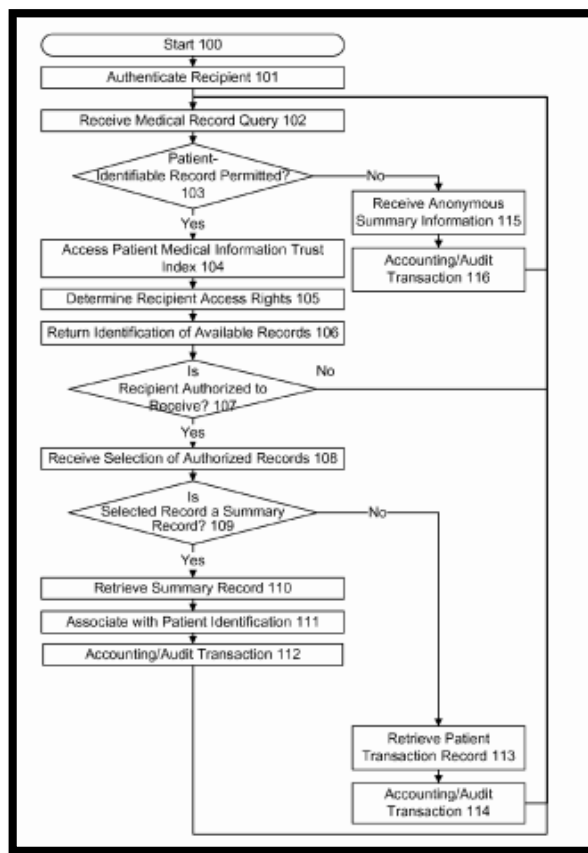 Start 100
Authenticate Recipient 101
Receive Medical Record Query 102
Patient-
Identifiable Record Permitted?
103
No
Receive Anonymous
Summary Information 115
Yes
Accounting/Audit
Transaction 116
Access Patient Medical Information Trust
Index 104
Determine Recipient Access Rights 105
Return Identification of Available Records 106
Is
Recipient Authorized to
Receive? 107
No
Yes
Receive Selection of Authorized Records 108
Is
Selected Record a Summary
Record? 109
No
Yes
Retrieve Summary Record 110
Associate with Patient Identification 111
Accounting/Audit Transaction 112
Retrieve Patient
Transaction Record 113
Accounting/Audit
Transaction 114